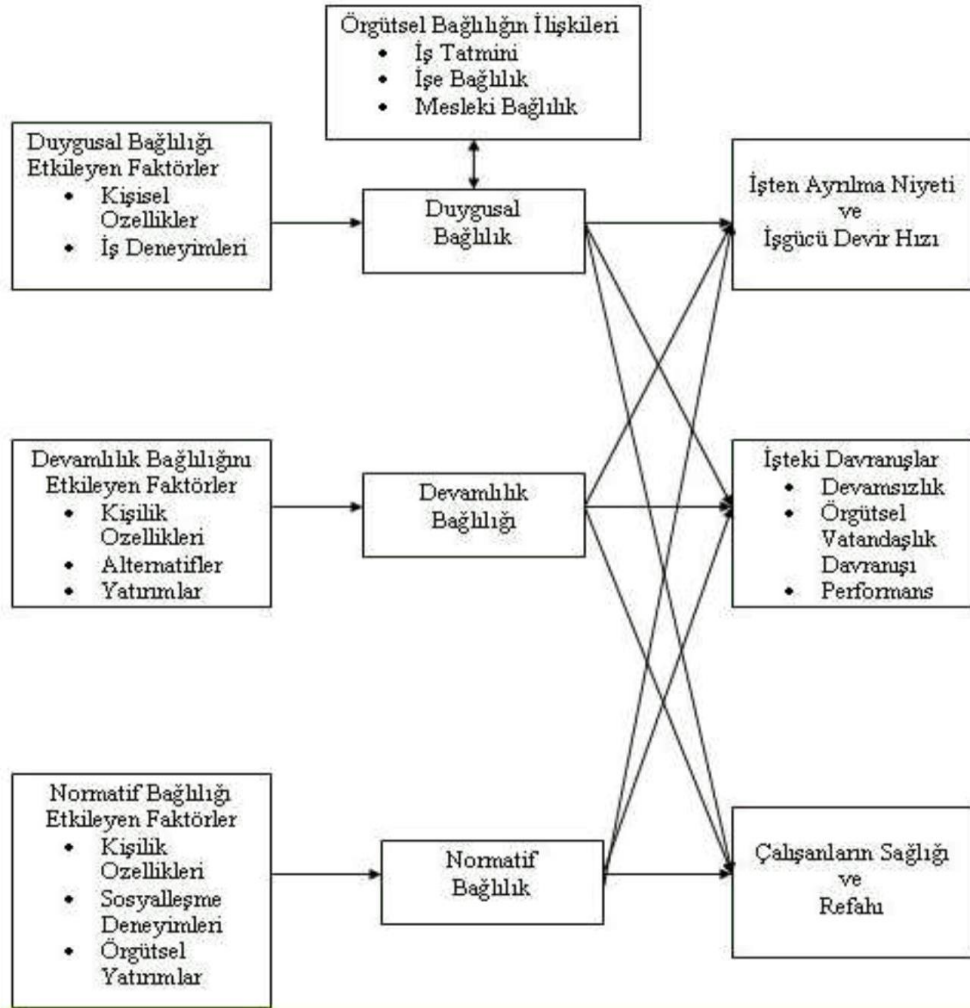 Örgütsel Bağlılığın İlişkileri
• İş Tatmini
• İşe Bağlılık
• Mesleki Bağlılık
Duygusal Bağlılığı
Etkileyen Faktörler
• Kişisel
Ozellikler
• İş Deneyimleri
Duygusal
Bağlılık
İşten Ayrılma Niyeti
ve
İşgücü Devir Hızı
Devamlılık Bağlılığını
Etkileyen Faktörler
• Kişilik
Ozellikleri
• Alternatifler
• Yatırımlar
Devamlılık
Bağlılığı
İşteki Davranışlar
• Devamsızlık
• Örgütsel
Vatandaşlık
Davranışı
• Performans
Normatif Bağlılığı
Etkileyen Faktörler
• Kişilik
Ozellikleri
• Sosyalleşme
Deneyimleri
• Örgütsel
Yatırımlar
Normatif
Bağlılık
Çalışanların Sağlığı
ve
Refahı